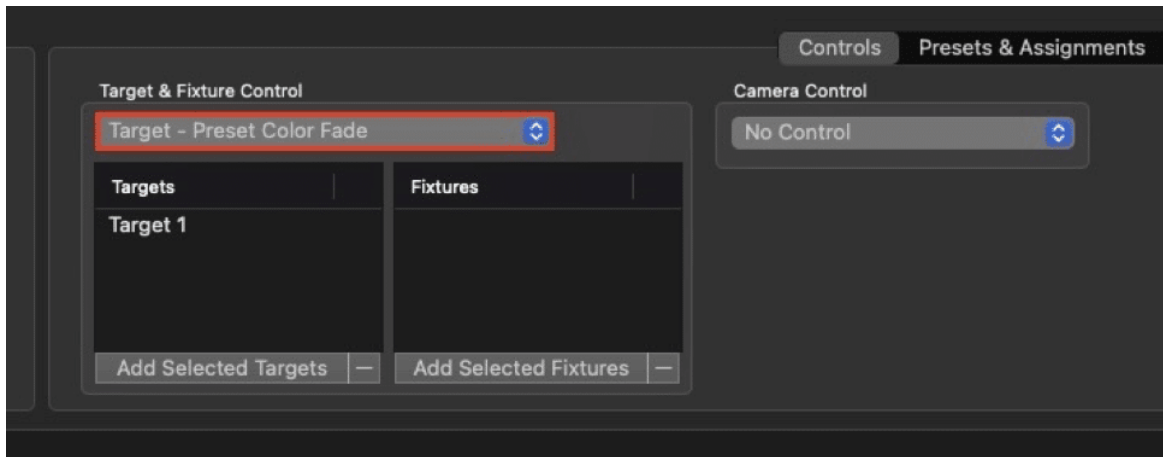 Controls
Presets & Assignments
Target & Fixture Control
Camera Control
Target - Preset Color Fade
No Control
Targets
Fixtures
Target 1
Add Selected Targets
Add Selected Fixtures